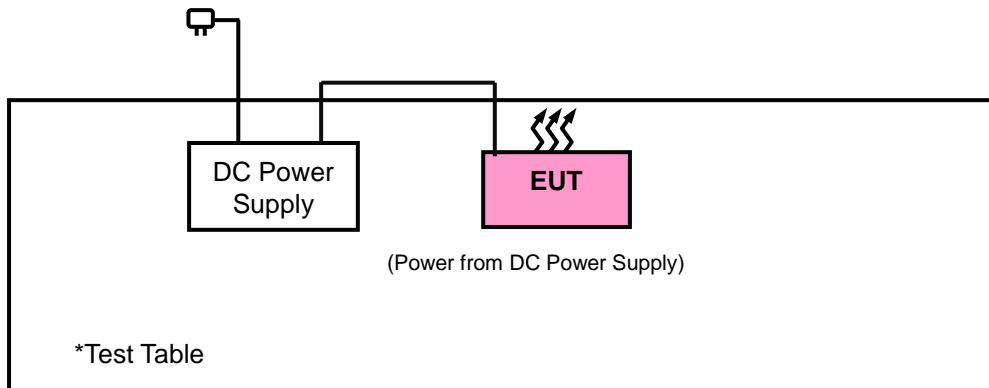 DC Power
Supply
EUT
(Power from DC Power Supply)
*Test Table